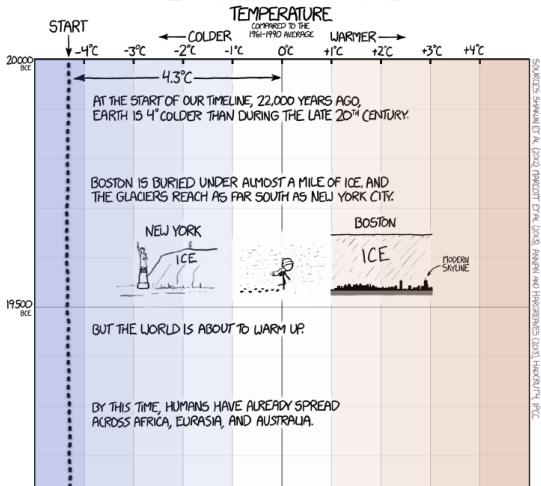 TEMPERATURE
COMPARED TO THE
1961-1990 AVERAGE
START
COLDER
WARMER
-4°C -3°C -2°C -1°C 0°C +1°C +2°C +3°C +4°C
20000
BCE
4.3°C
AT THE START OF OUR TIMELINE, 22,000 YEARS AGO,
EARTH IS 4° COLDER THAN DURING THE LATE 20TH CENTURY.
BOSTON IS BURIED UNDER ALMOST A MILE OF ICE, AND
THE GLACIERS REACH AS FAR SOUTH AS NEW YORK CITY.
NEW YORK
ICE
BOSTON
ICE
MODERN
SKYLINE
19500
BCE
BUT THE WORLD IS ABOUT TO WARM UP.
BY THIS TIME, HUMANS HAVE ALREADY SPREAD
ACROSS AFRICA, EURASIA, AND AUSTRALIA.
SOURCES: SHAKUN ET AL. (2012), MARCOTT ET AL. (2013), ANNAN AND HARGREAVES (2013), HADCRUT4, IPCC